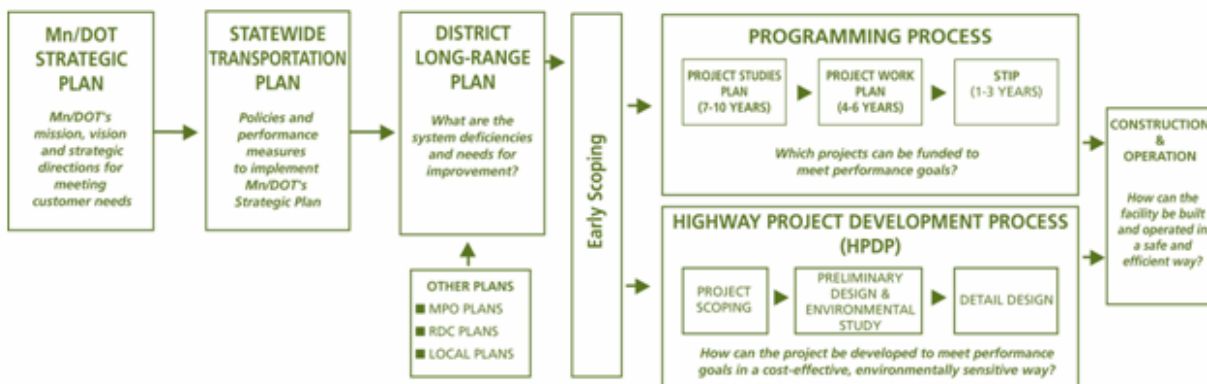 Mn/DOT
STRATEGIC
PLAN
Mn/DOT's
mission, vision
and strategic
directions for
meeting
customer needs
STATEWIDE
TRANSPORTATION
PLAN
Policies and
performance
measures
to implement
Mn/DOT's
Strategic Plan
DISTRICT
LONG-RANGE
PLAN
What are the
system deficiencies
and needs for
improvement?
OTHER PLANS
■ MPO PLANS
■ RDC PLANS
■ LOCAL PLANS
Early Scoping
PROGRAMMING PROCESS
PROJECT STUDIES
PLAN
(7-10 YEARS)
PROJECT WORK
PLAN
(4-6 YEARS)
STIP
(1-3 YEARS)
Which projects can be funded to
meet performance goals?
HIGHWAY PROJECT DEVELOPMENT PROCESS
(HPDP)
PROJECT
SCOPING
PRELIMINARY
DESIGN &
ENVIRONMENTAL
STUDY
DETAIL DESIGN
How can the project be developed to meet performance
goals in a cost-effective, environmentally sensitive way?
CONSTRUCTION
&
OPERATION
How can the
facility be built
and operated in
a safe and
efficient way?